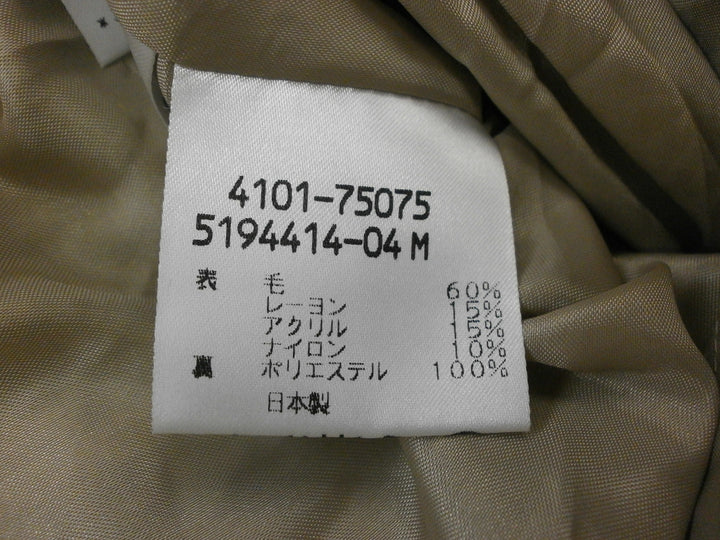 4101-75075
5194414-04 M
表 毛 60%
レーヨン 15%
アクリル 15%
ナイロン 10%
裏 ポリエステル 100%
日本製